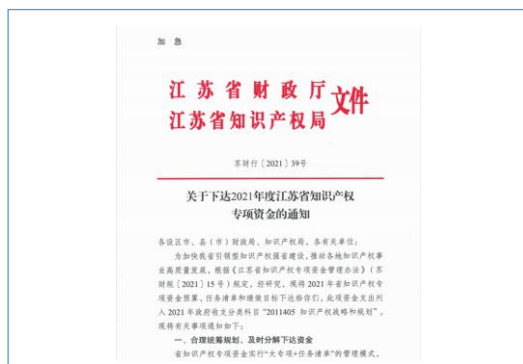 加 急
江苏省财政厅
江苏省知识产权局
文件
苏财行〔2021〕39号
关于下达2021年度江苏省知识产权
专项资金的通知
各设区市、县（市）财政局、知识产权局，各有关单位：
为加快我省引领型知识产权强省建设，推动各地知识产权事
业高质量发展，根据《江苏省知识产权专项资金管理办法》（苏
财规〔2021〕15号）规定，经研究，现将2021年省知识产权专
项资金预算、任务清单和绩效目标下达给你们，此项资金支出列
入2021年政府收支分类科目“2011405 知识产权战略和规划”。
现将有关事项通知如下：
一、合理统筹规划、及时分解下达资金
省知识产权专项资金实行“大专项+任务清单”的管理模式，